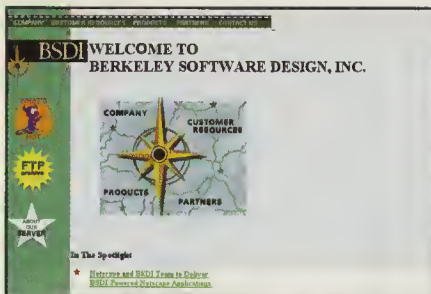 COMPANY CUSTOMER RESOURCES PRODUCTS PARTNERS CONTACT US
BSDI WELCOME TO
BERKELEY SOFTWARE DESIGN, INC.
COMPANY
CUSTOMER
RESOURCES
PRODUCTS
PARTNERS
FTP
ABOUT
OUR
SERVER
In The Spotlight
Netscape and BSDI Team to Deliver
BSDI Powered Netscape Applications